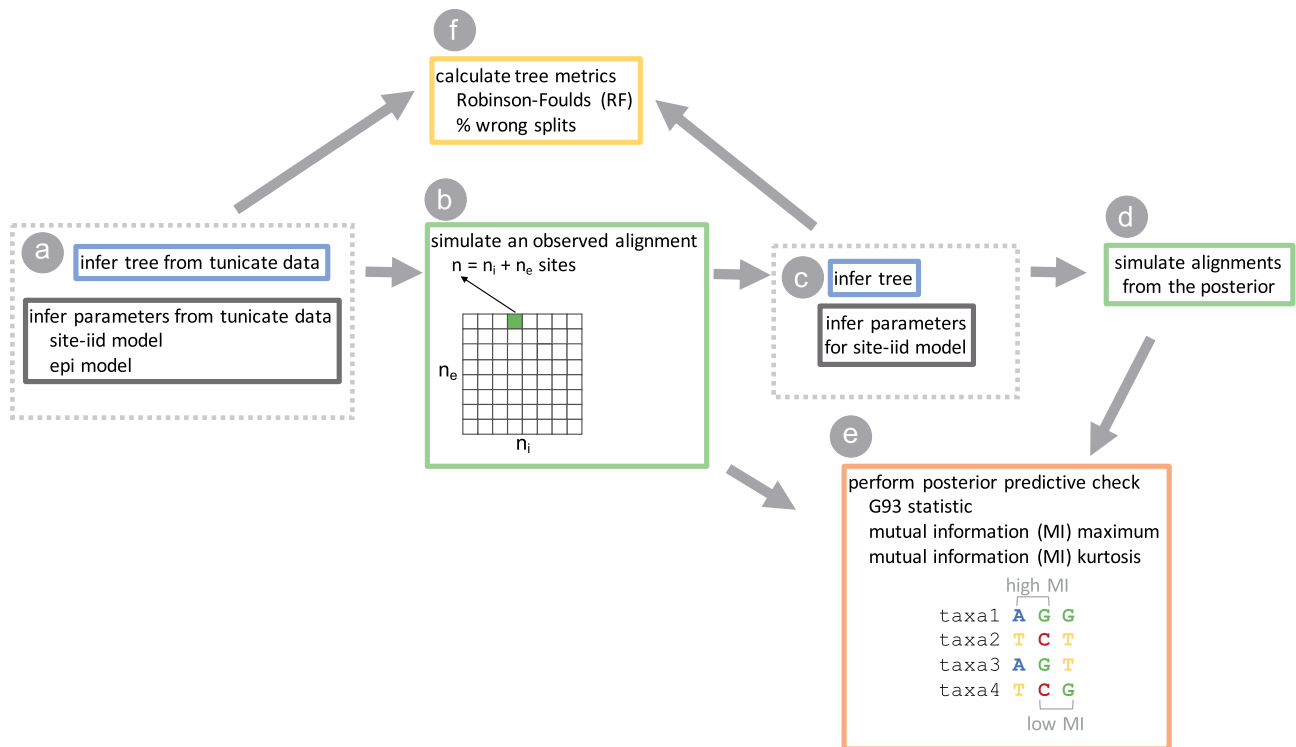 f
calculate tree metrics
Robinson-Foulds (RF)
% wrong splits
a
infer tree from tunicate data
infer parameters from tunicate data
site-iid model
epi model
b
simulate an observed alignment
n = nᵢ + nₑ sites
nₑ
nᵢ
c
infer tree
infer parameters
for site-iid model
d
simulate alignments
from the posterior
e
perform posterior predictive check
G93 statistic
mutual information (MI) maximum
mutual information (MI) kurtosis
high MI
taxa1 A G G
taxa2 T C T
taxa3 A G T
taxa4 T C G
low MI